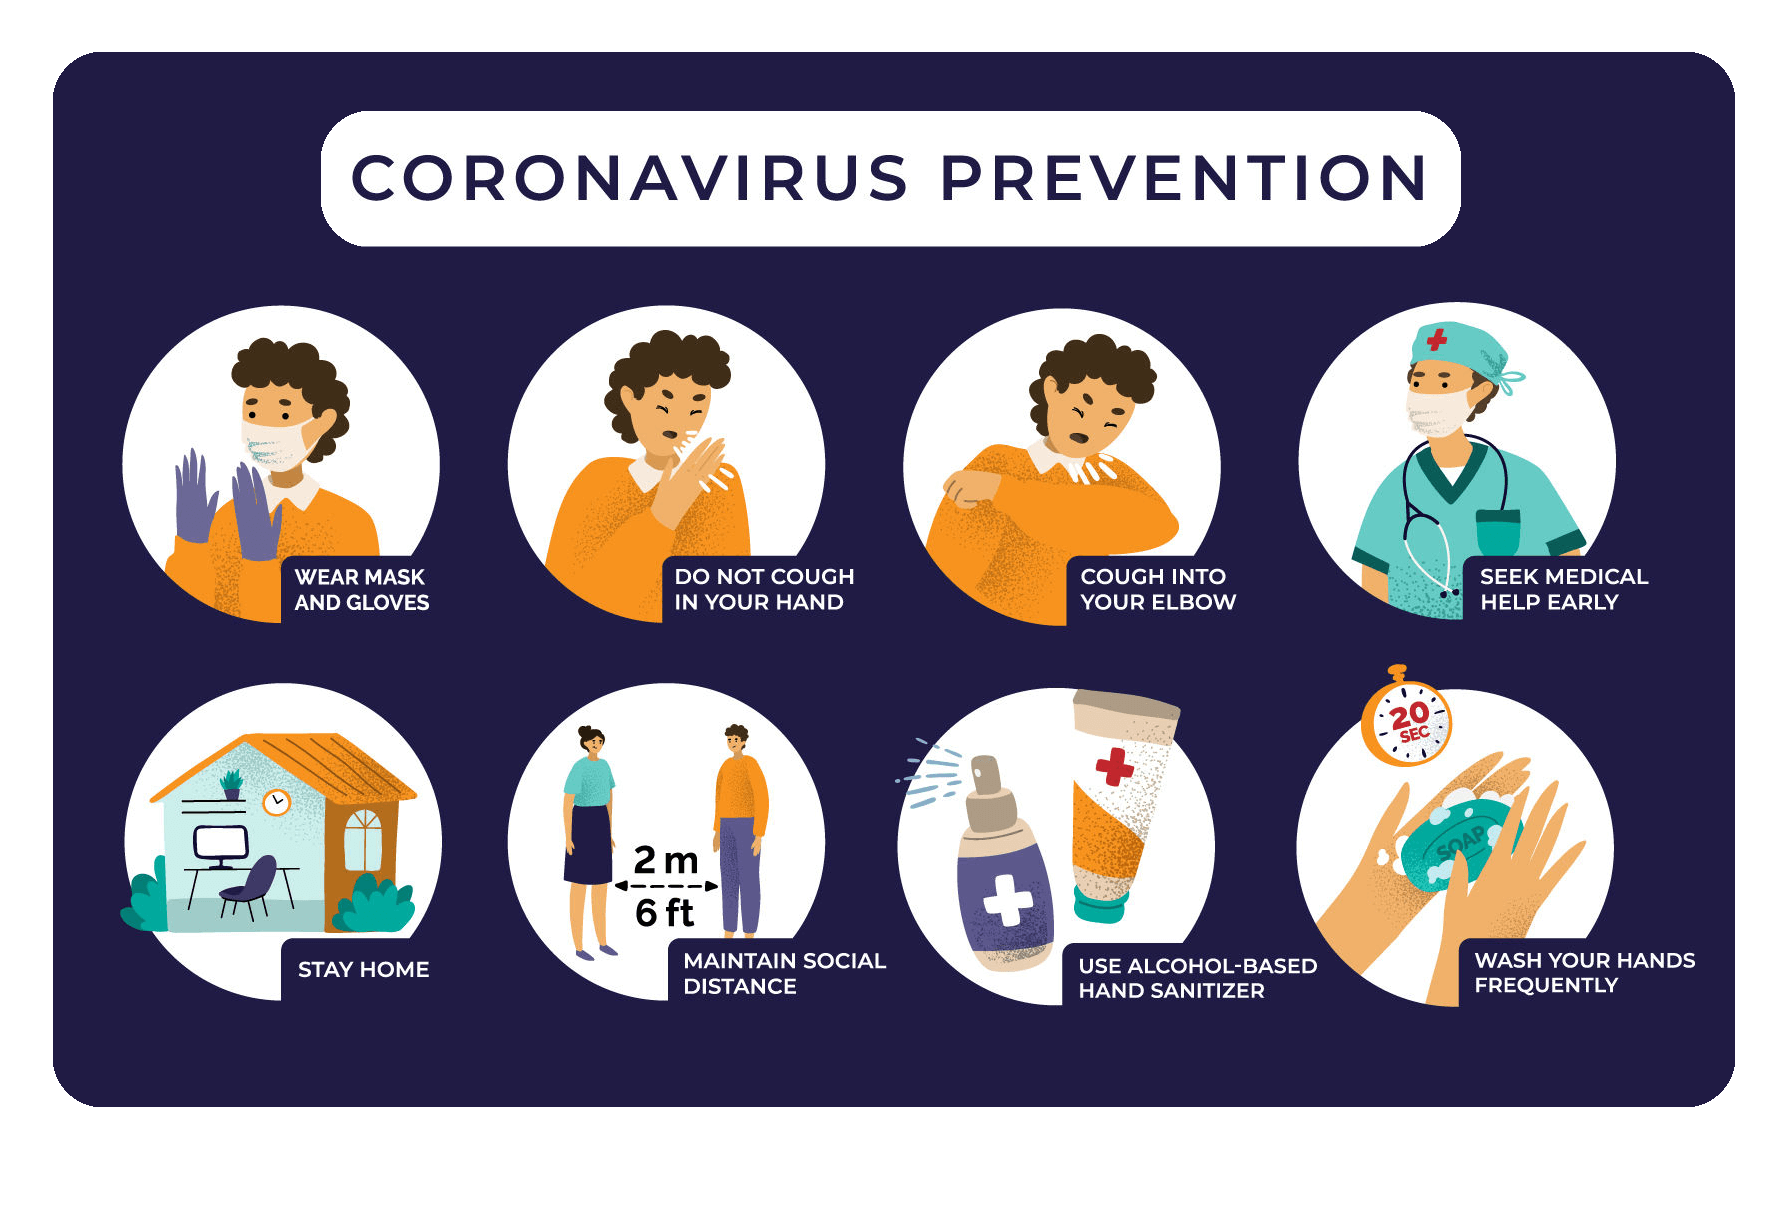 CORONAVIRUS PREVENTION
WEAR MASK
AND GLOVES
DO NOT COUGH
IN YOUR HAND
COUGH INTO
YOUR ELBOW
SEEK MEDICAL
HELP EARLY
STAY HOME
2 m
6 ft
MAINTAIN SOCIAL
DISTANCE
USE ALCOHOL-BASED
HAND SANITIZER
20
SEC
SOAP
WASH YOUR HANDS
FREQUENTLY